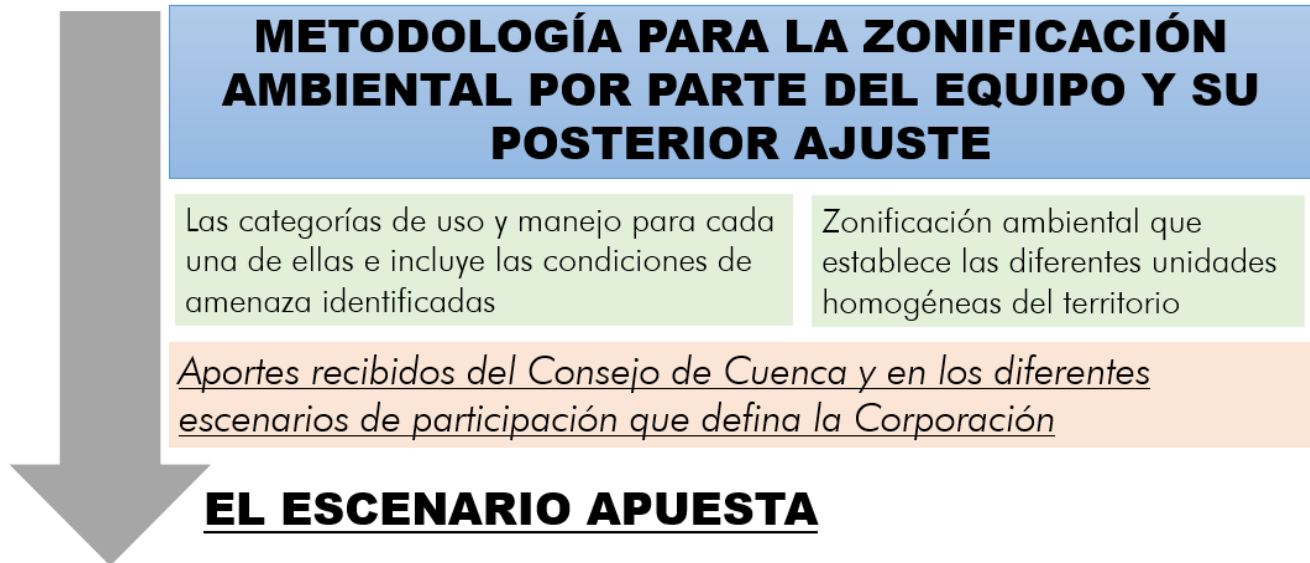 METODOLOGÍA PARA LA ZONIFICACIÓN
AMBIENTAL POR PARTE DEL EQUIPO Y SU
POSTERIOR AJUSTE
Las categorías de uso y manejo para cada
una de ellas e incluye las condiciones de
amenaza identificadas
Zonificación ambiental que
establece las diferentes unidades
homogéneas del territorio
Aportes recibidos del Consejo de Cuenca y en los diferentes
escenarios de participación que defina la Corporación
EL ESCENARIO APUESTA